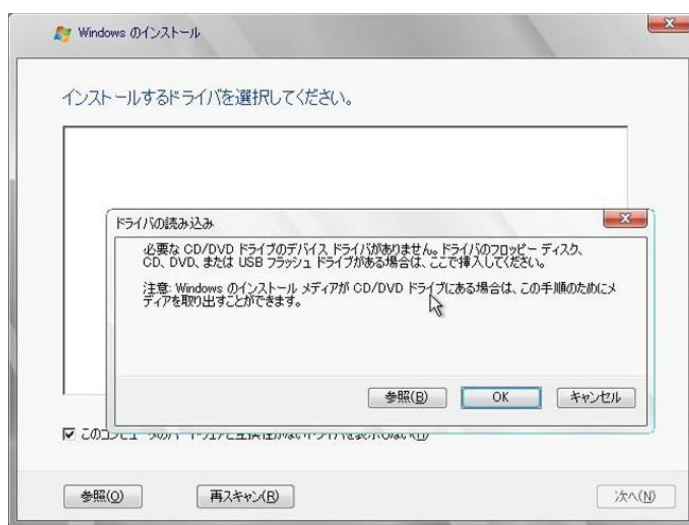 Windows のインストール
インストールするドライバを選択してください。
ドライバの読み込み
必要な CD/DVD ドライブのデバイス ドライバがありません。ドライバのフロッピー ディスク、
CD、DVD、または USB フラッシュ ドライブがある場合は、ここで挿入してください。
注意: Windows のインストール メディアが CD/DVD ドライブにある場合は、この手順のためにメ
ディアを取り出すことができます。
参照(B)
OK
キャンセル
参照(O)
再スキャン(R)
次へ(N)